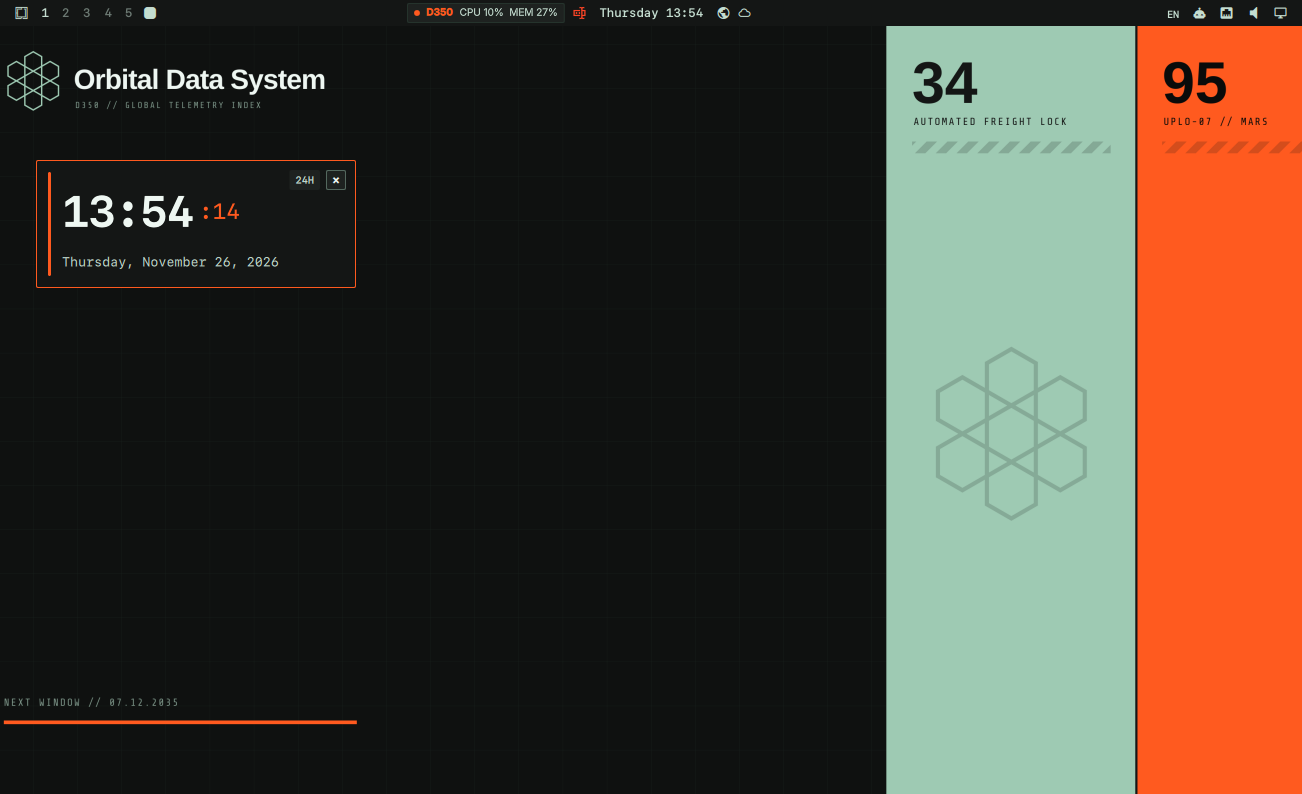 1 2 3 4 5
D350 CPU 10% MEM 27%
Thursday 13:54
EN
Orbital Data System
D350 // GLOBAL TELEMETRY INDEX
24H
13:54:14
Thursday, November 26, 2026
NEXT WINDOW // 07.12.2035
34
AUTOMATED FREIGHT LOCK
95
UPLO-07 // MARS